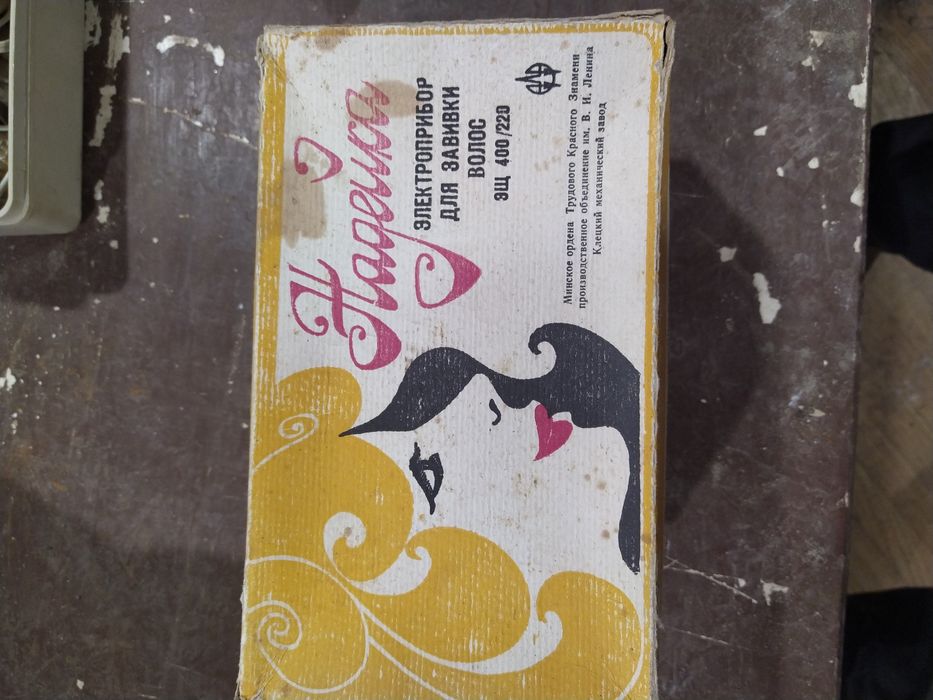 Надейка
ЭЛЕКТРОПРИБОР
ДЛЯ ЗАВИВКИ
ВОЛОС
ЭЩ 400/220
Минское ордена Трудового Красного Знамени
производственное объединение им. В. И. Ленина
Клецкий механический завод